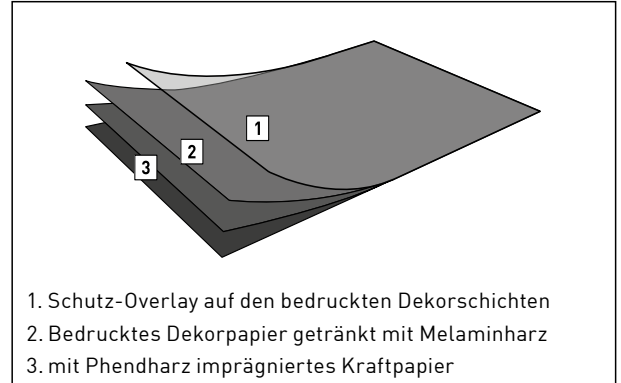 1
2
3
1. Schutz-Overlay auf den bedruckten Dekorschichten
2. Bedrucktes Dekorpapier getränkt mit Melaminharz
3. mit Phendharz imprägniertes Kraftpapier